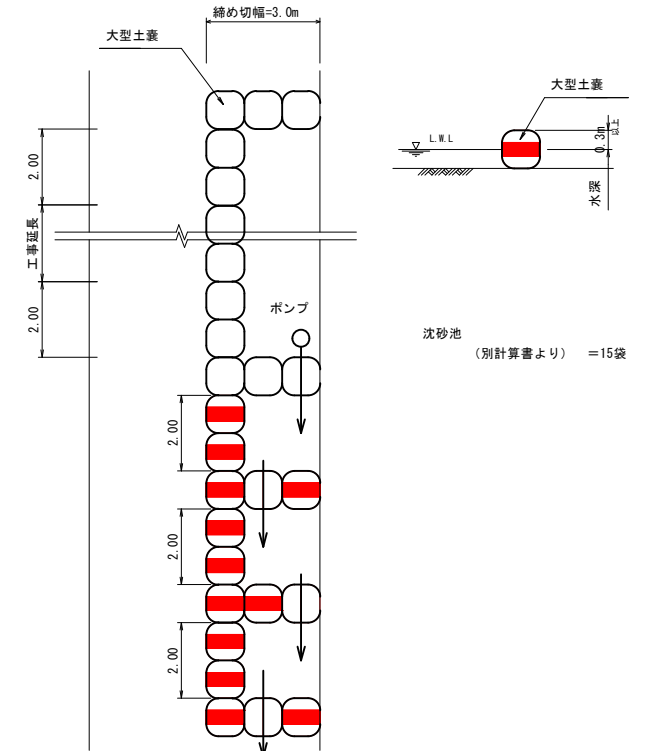 締め切幅=3.0m
大型土嚢
大型土嚢
L.W.L
0.3m
以上
水深
2.00
工事延長
2.00
ポンプ
沈砂池
(別計算書より) =15袋
2.00
2.00
2.00